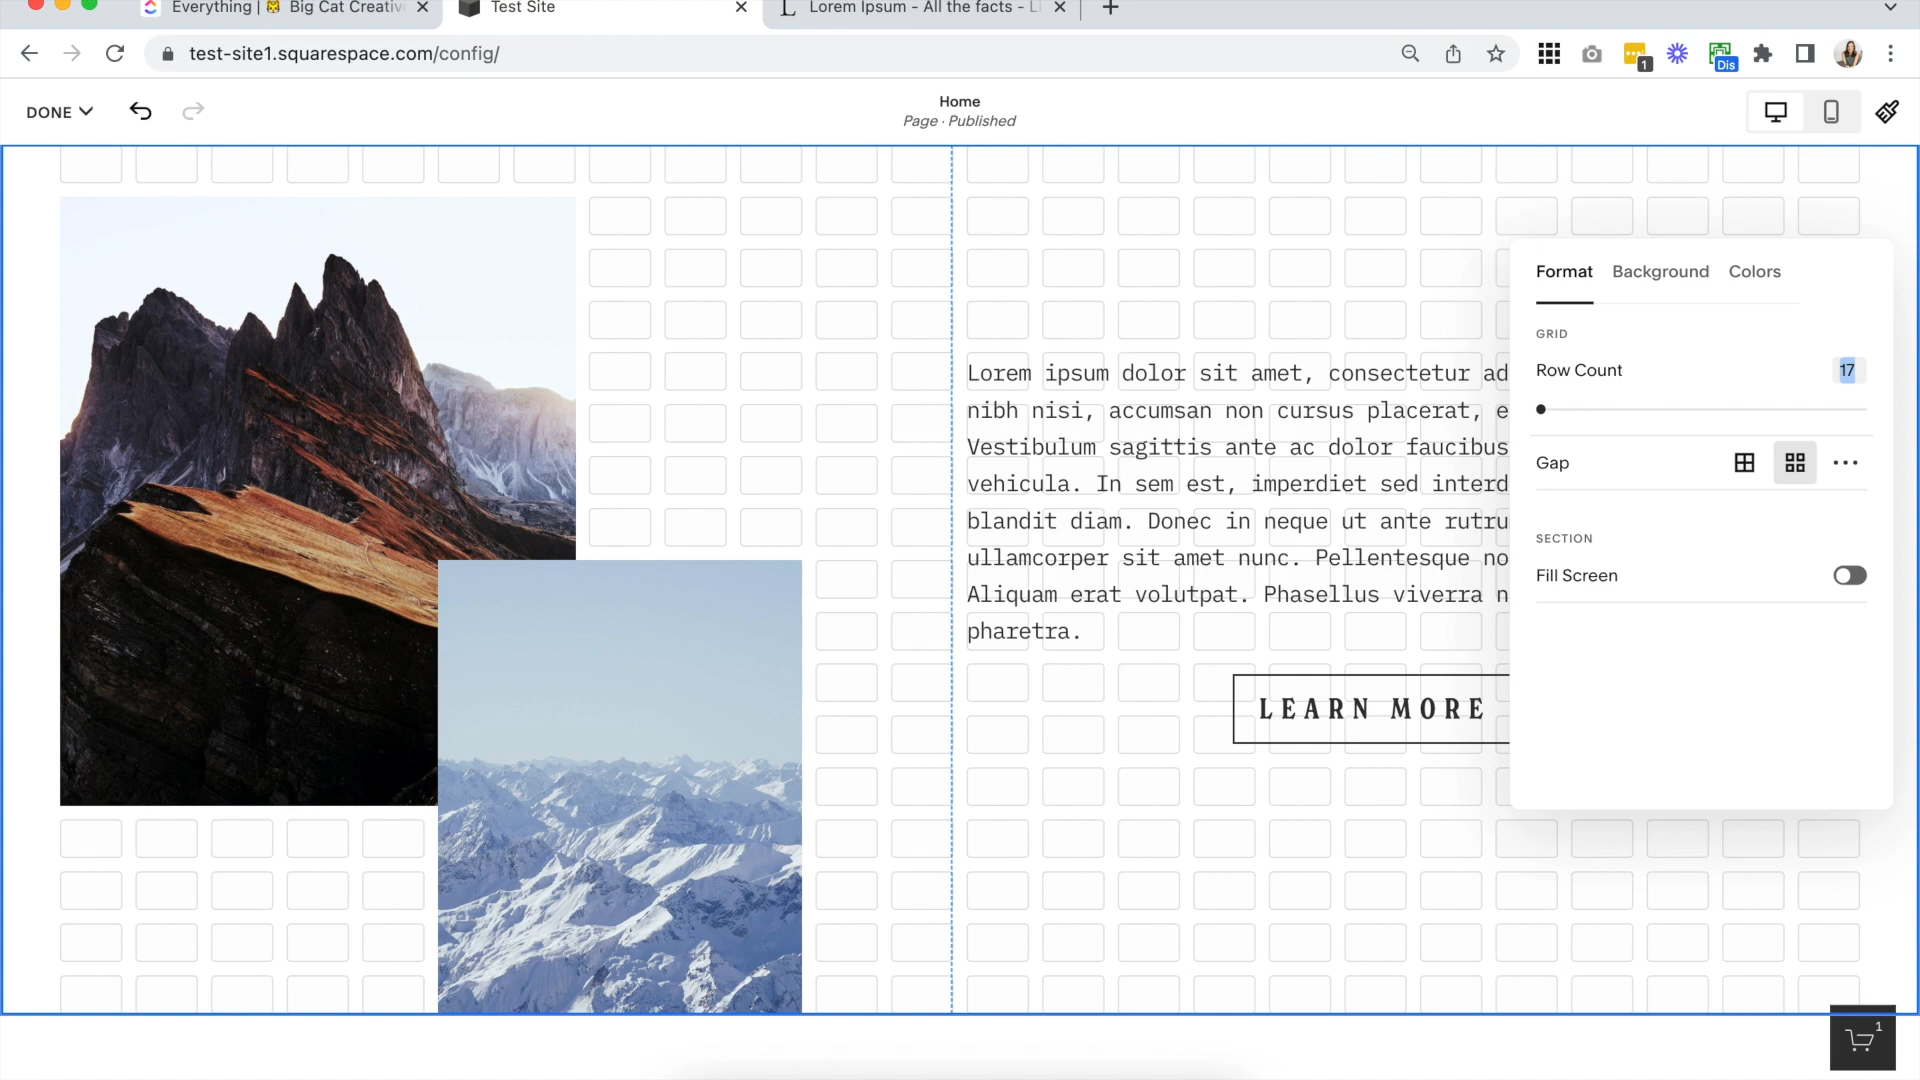 Everything | 🐯 Big Cat Creativ
Test Site
Lorem Ipsum - All the facts - Li
test-site1.squarespace.com/config/
1
Dis
DONE
Home
Page · Published
Format Background Colors
GRID
Row Count 17
Gap
SECTION
Fill Screen
Lorem ipsum dolor sit amet, consectetur ad
nibh nisi, accumsan non cursus placerat, e
Vestibulum sagittis ante ac dolor faucibus
vehicula. In sem est, imperdiet sed interd
blandit diam. Donec in neque ut ante rutru
ullamcorper sit amet nunc. Pellentesque no
Aliquam erat volutpat. Phasellus viverra n
pharetra.
LEARN MORE
1